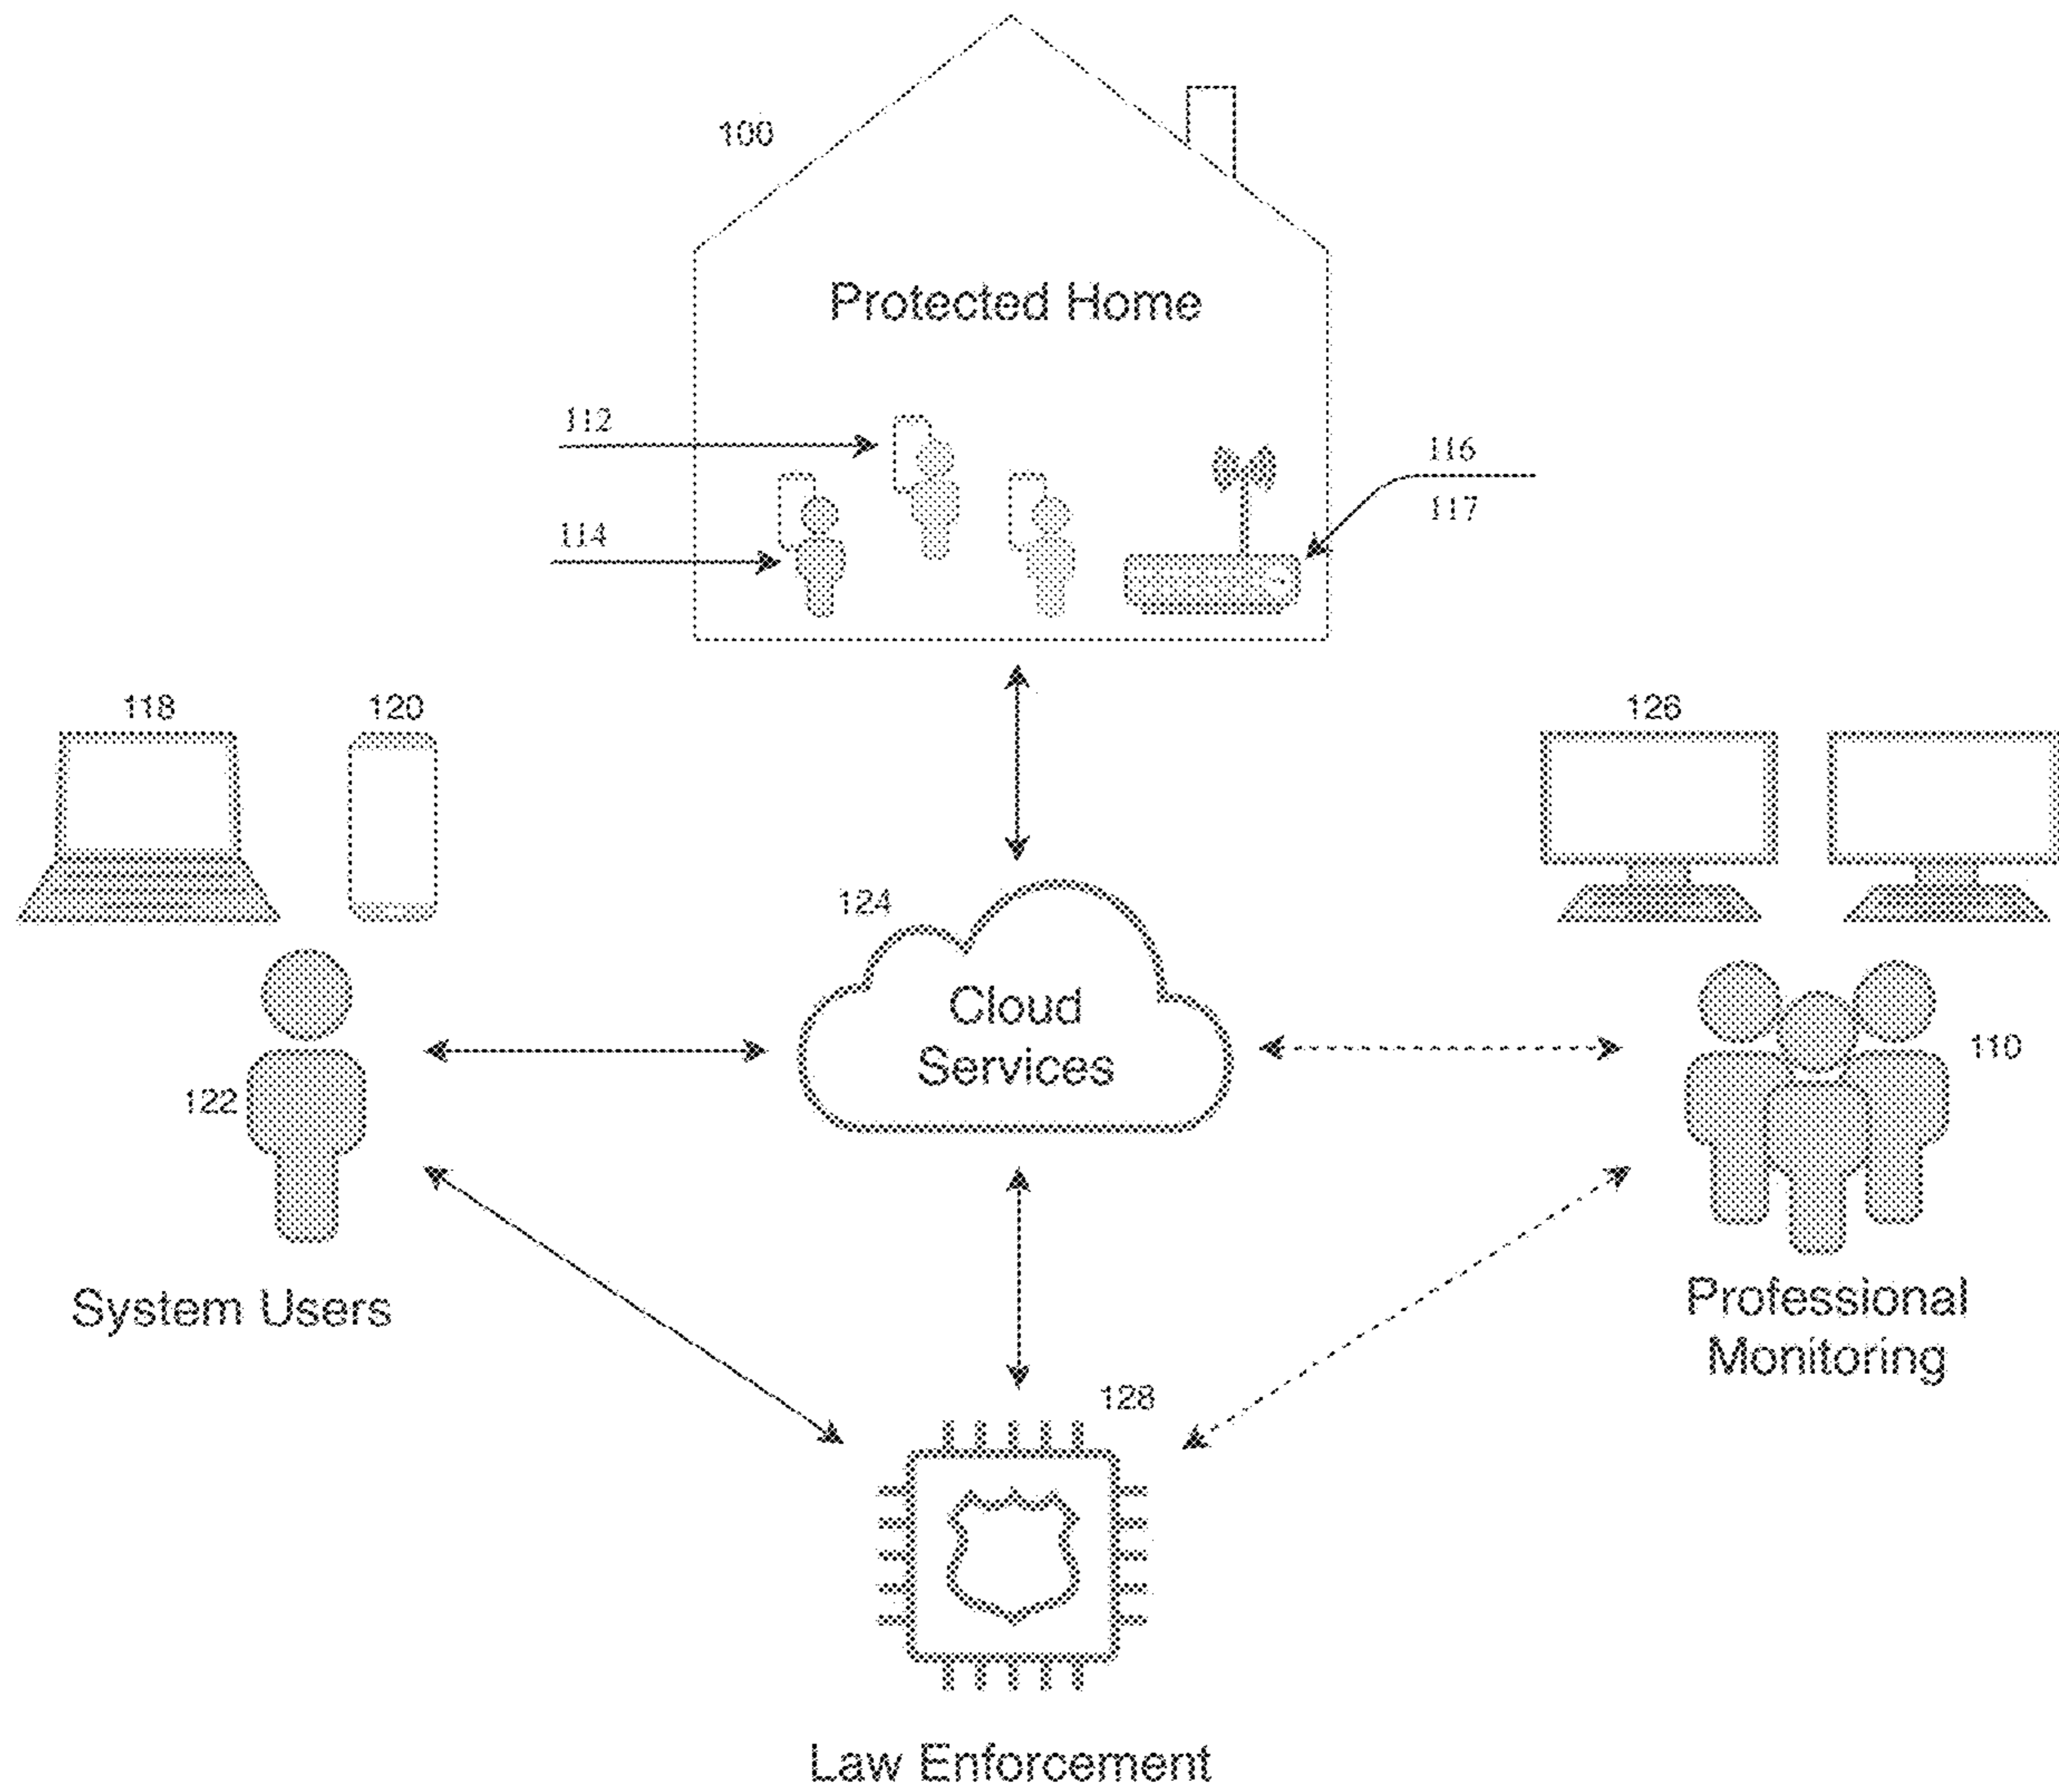 100
Protected Home
112
116
114
117
118
120
126
124
Cloud
Services
110
122
System Users
Professional
Monitoring
128
Law Enforcement